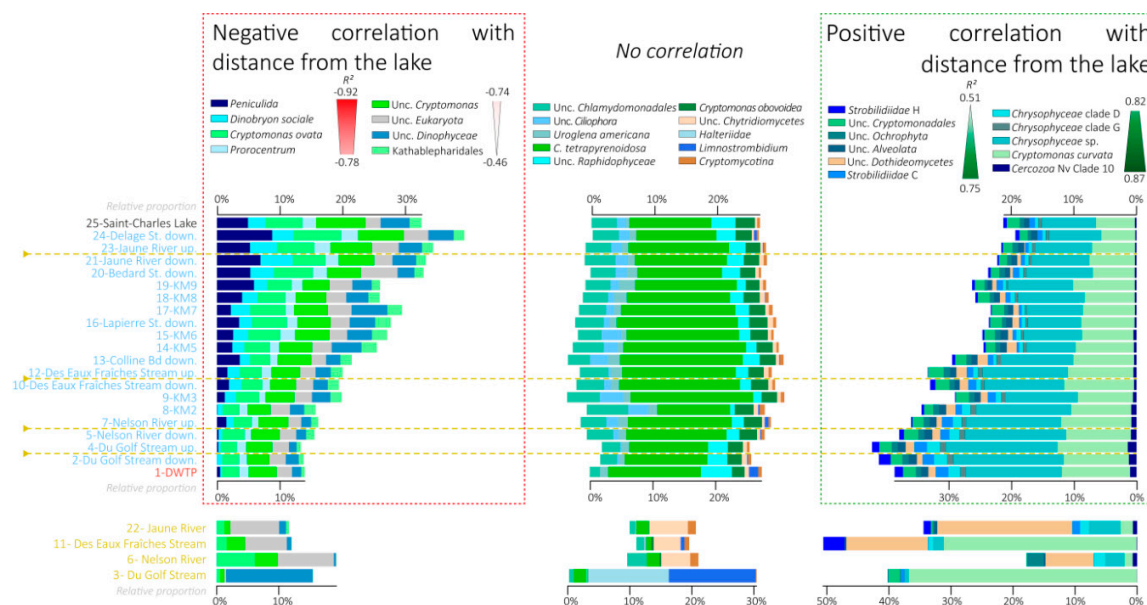 Negative correlation with
distance from the lake
No correlation
Positive correlation with
distance from the lake
Peniculida
Dinobryon sociale
Cryptomonas ovata
Prorocentrum
R²
-0.92
-0.78
Unc. Cryptomonas
Unc. Eukaryota
Unc. Dinophyceae
Kathablepharidales
-0.74
-0.46
Unc. Chlamydomonadales
Unc. Ciliophora
Uroglena americana
C. tetrapyrenoidosa
Unc. Raphidophyceae
Cryptomonas obovoidea
Unc. Chytridiomycetes
Halteriidae
Limnostrombidium
Cryptomycotina
Strobilidiidae H
Unc. Cryptomonadales
Unc. Ochrophyta
Unc. Alveolata
Unc. Dothideomycetes
Strobilidiidae C
R²
0.51
0.75
Chrysophyceae clade D
Chrysophyceae clade G
Chrysophyceae sp.
Cryptomonas curvata
Cercozoa Nv Clade 10
0.82
0.87
Relative proportion
0% 10% 20% 30%
0% 10% 20%
20% 10% 0%
25-Saint-Charles Lake
24-Delage St. down.
23-Jaune River up.
21-Jaune River down.
20-Bedard St. down.
19-KM9
18-KM8
17-KM7
16-Lapierre St. down.
15-KM6
14-KM5
13-Colline Bd down.
12-Des Eaux Fraîches Stream up.
10-Des Eaux Fraîches Stream down.
9-KM3
8-KM2
7-Nelson River up.
5-Nelson River down.
4-Du Golf Stream up.
2-Du Golf Stream down.
1-DWTP
Relative proportion
0% 10%
0% 10% 20%
30% 20% 10% 0%
22- Jaune River
11- Des Eaux Fraîches Stream
6- Nelson River
3- Du Golf Stream
Relative proportion
0% 10%
0% 10% 20% 30%
50% 40% 30% 20% 10% 0%